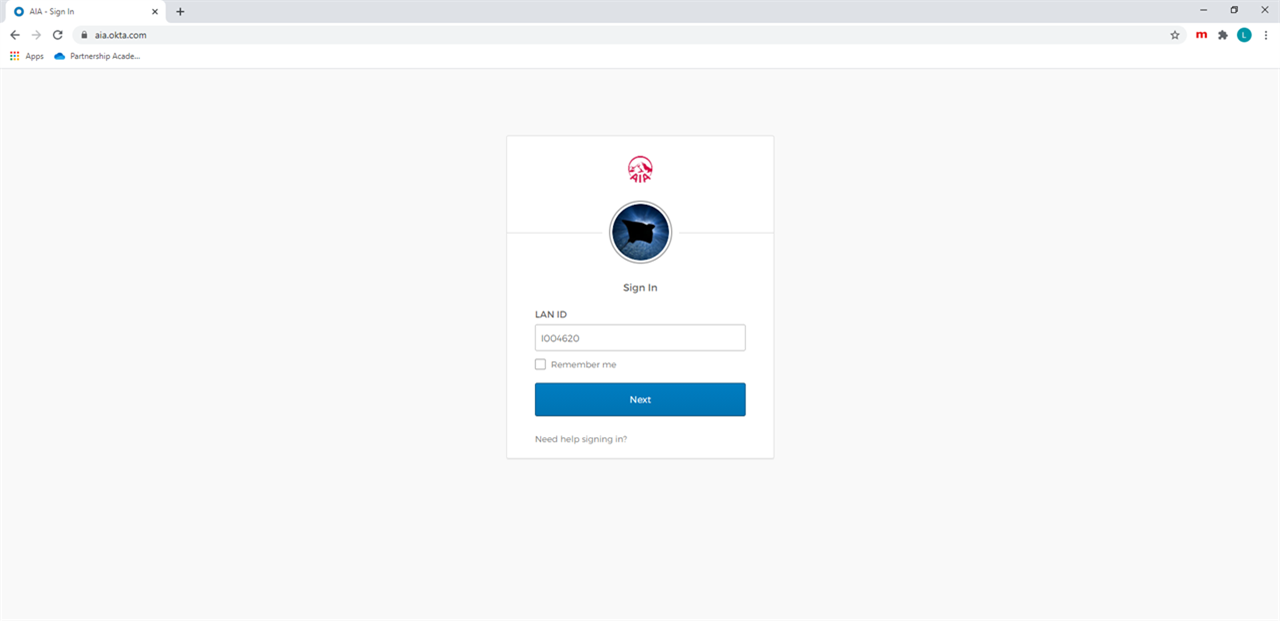 AIA - Sign In
aia.okta.com
m
L
Apps
Partnership Acade...
AIA
Sign In
LAN ID
I004620
Remember me
Next
Need help signing in?